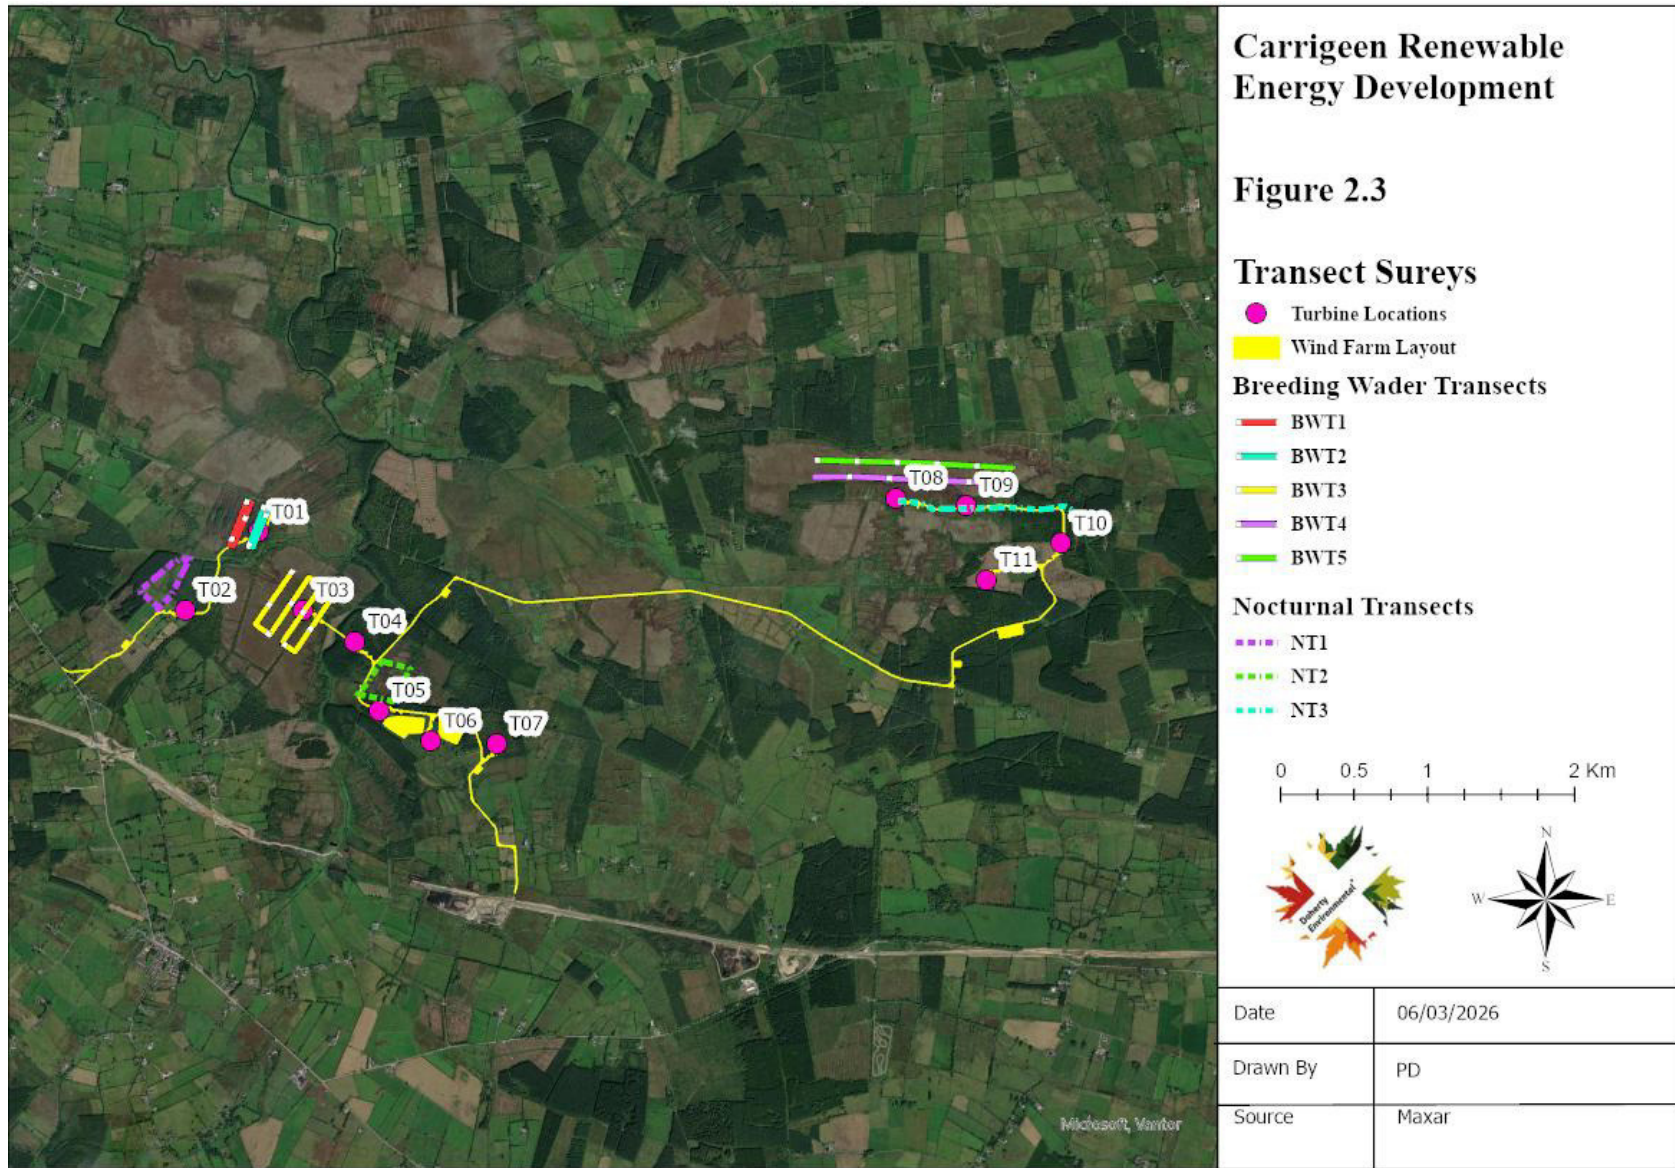 Carrigeen Renewable
Energy Development
Figure 2.3
Transect Sureys
Turbine Locations
Wind Farm Layout
Breeding Wader Transects
BWT1
BWT2
BWT3
BWT4
BWT5
Nocturnal Transects
NT1
NT2
NT3
0 0.5 1 2 Km
Doherty
Environmental
N
W E
S
Date 06/03/2026
Drawn By PD
Source Maxar
T08
T09
T01
T10
T11
T02
T03
T04
T05
T06
T07
Microsoft, Vantor